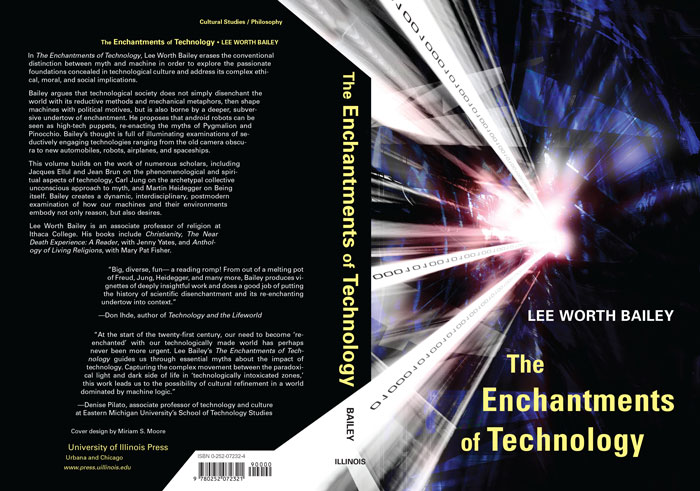 Cultural Studies / Philosophy
The Enchantments of Technology • LEE WORTH BAILEY
In The Enchantments of Technology, Lee Worth Bailey erases the conventional
distinction between myth and machine in order to explore the passionate
foundations concealed in technological culture and address its complex ethi-
cal, moral, and social implications.
Bailey argues that technological society does not simply disenchant the
world with its reductive methods and mechanical metaphors, then shape
machines with political motives, but is also borne by a deeper, subver-
sive undertow of enchantment. He proposes that android robots can be
seen as high-tech puppets, re-enacting the myths of Pygmalion and
Pinocchio. Bailey's thought is full of illuminating examinations of se-
ductively engaging technologies ranging from the old camera obscu-
ra to new automobiles, robots, airplanes, and spaceships.
This volume builds on the work of numerous scholars, including
Jacques Ellul and Jean Brun on the phenomenological and spiri-
tual aspects of technology, Carl Jung on the archetypal collective
unconscious approach to myth, and Martin Heidegger on Being
itself. Bailey creates a dynamic, interdisciplinary, postmodern
examination of how our machines and their environments
embody not only reason, but also desires.
Lee Worth Bailey is an associate professor of religion at
Ithaca College. His books include Christianity, The Near
Death Experience: A Reader, with Jenny Yates, and Anthol-
ogy of Living Religions, with Mary Pat Fisher.
"Big, diverse, fun— a reading romp! From out of a melting pot
of Freud, Jung, Heidegger, and many more, Bailey produces vi-
gnettes of deeply insightful work and does a good job of putting
the history of scientific disenchantment and its re-enchanting
undertow into context."
—Don Ihde, author of Technology and the Lifeworld
"At the start of the twenty-first century, our need to become 're-
enchanted' with our technologically made world has perhaps
never been more urgent. Lee Bailey's The Enchantments of Tech-
nology guides us through essential myths about the impact of
technology. Capturing the complex movement between the paradoxi-
cal light and dark side of life in 'technologically intoxicated zones,'
this work leads us to the possibility of cultural refinement in a world
dominated by machine logic."
—Denise Pilato, associate professor of technology and culture
at Eastern Michigan University's School of Technology Studies
Cover design by Miriam S. Moore
University of Illinois Press
Urbana and Chicago
www.press.uillinois.edu
ISBN 0-252-07232-4
90000
9 780252 072321
The Enchantments of Technology
BAILEY
ILLINOIS
LEE WORTH BAILEY
The
Enchantments
of Technology